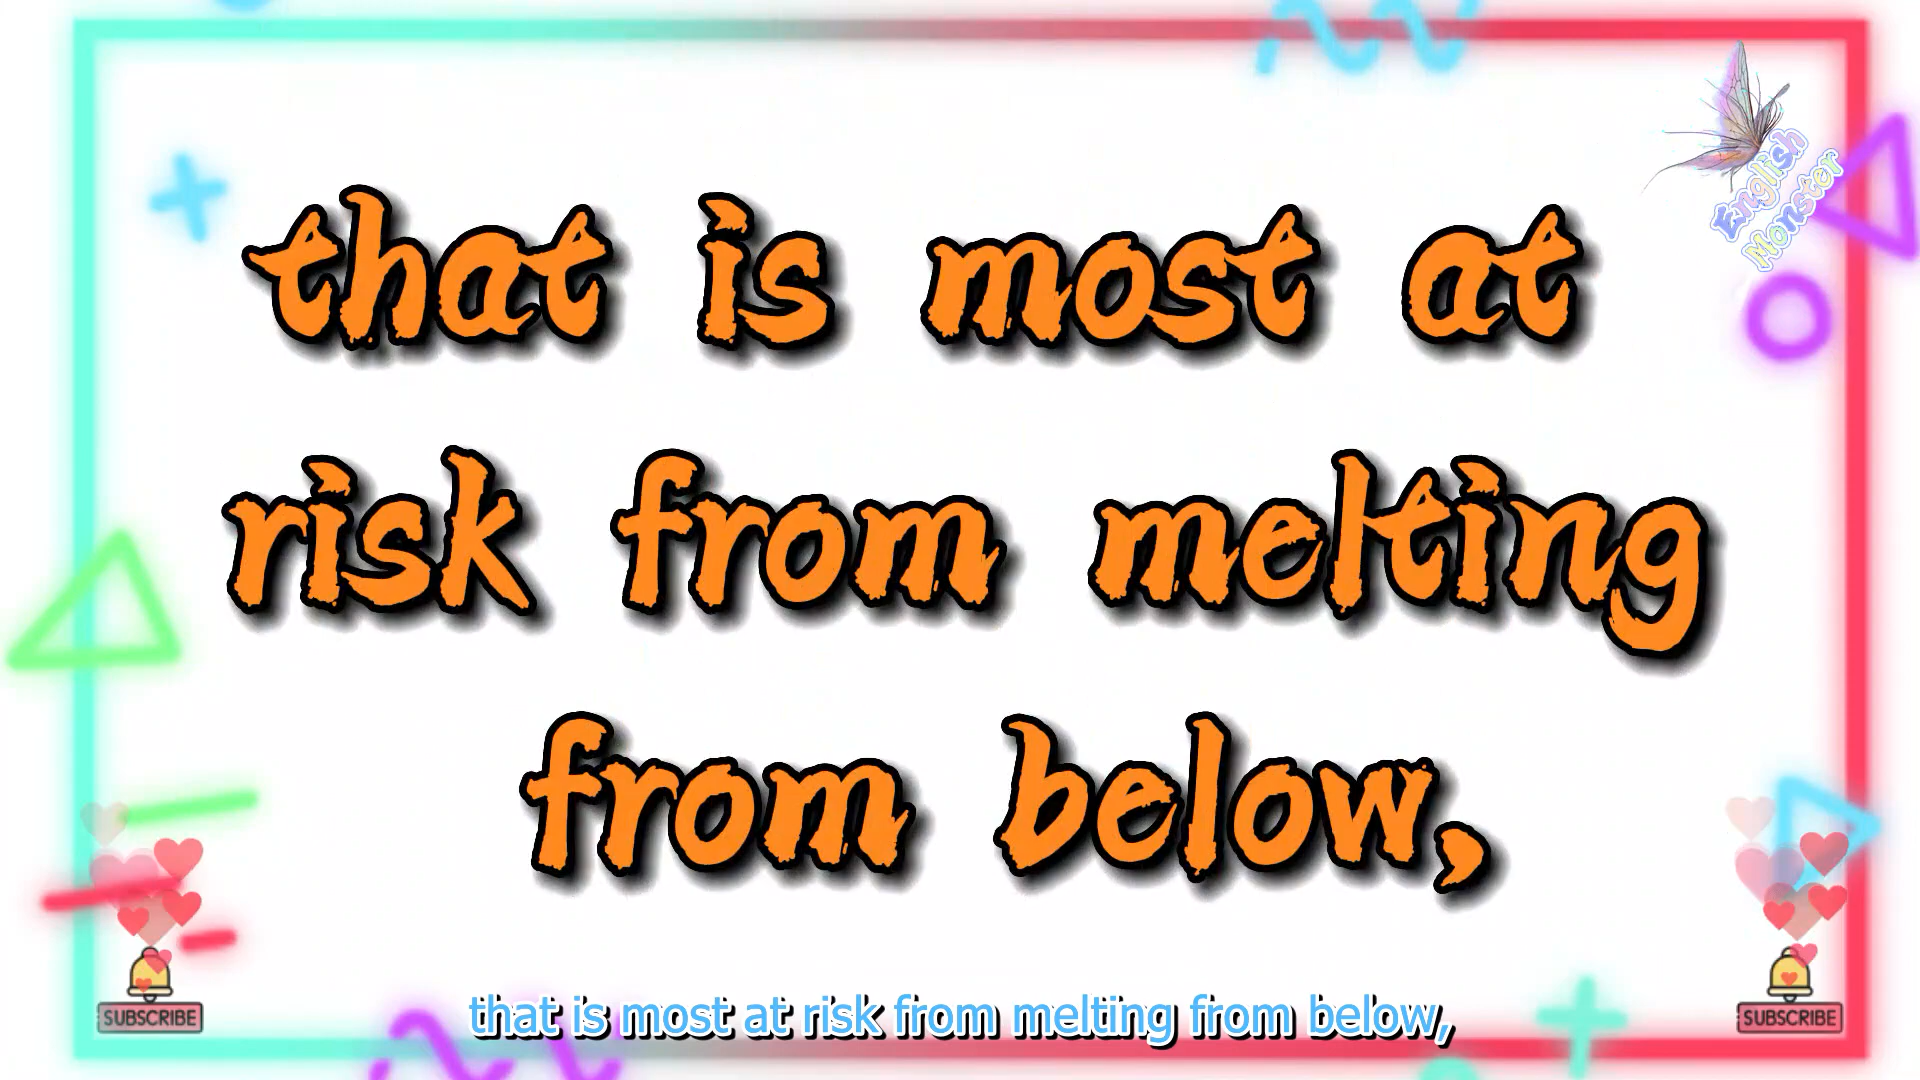 English
Monster
that is most at
risk from melting
from below,
SUBSCRIBE
SUBSCRIBE
that is most at risk from melting from below,